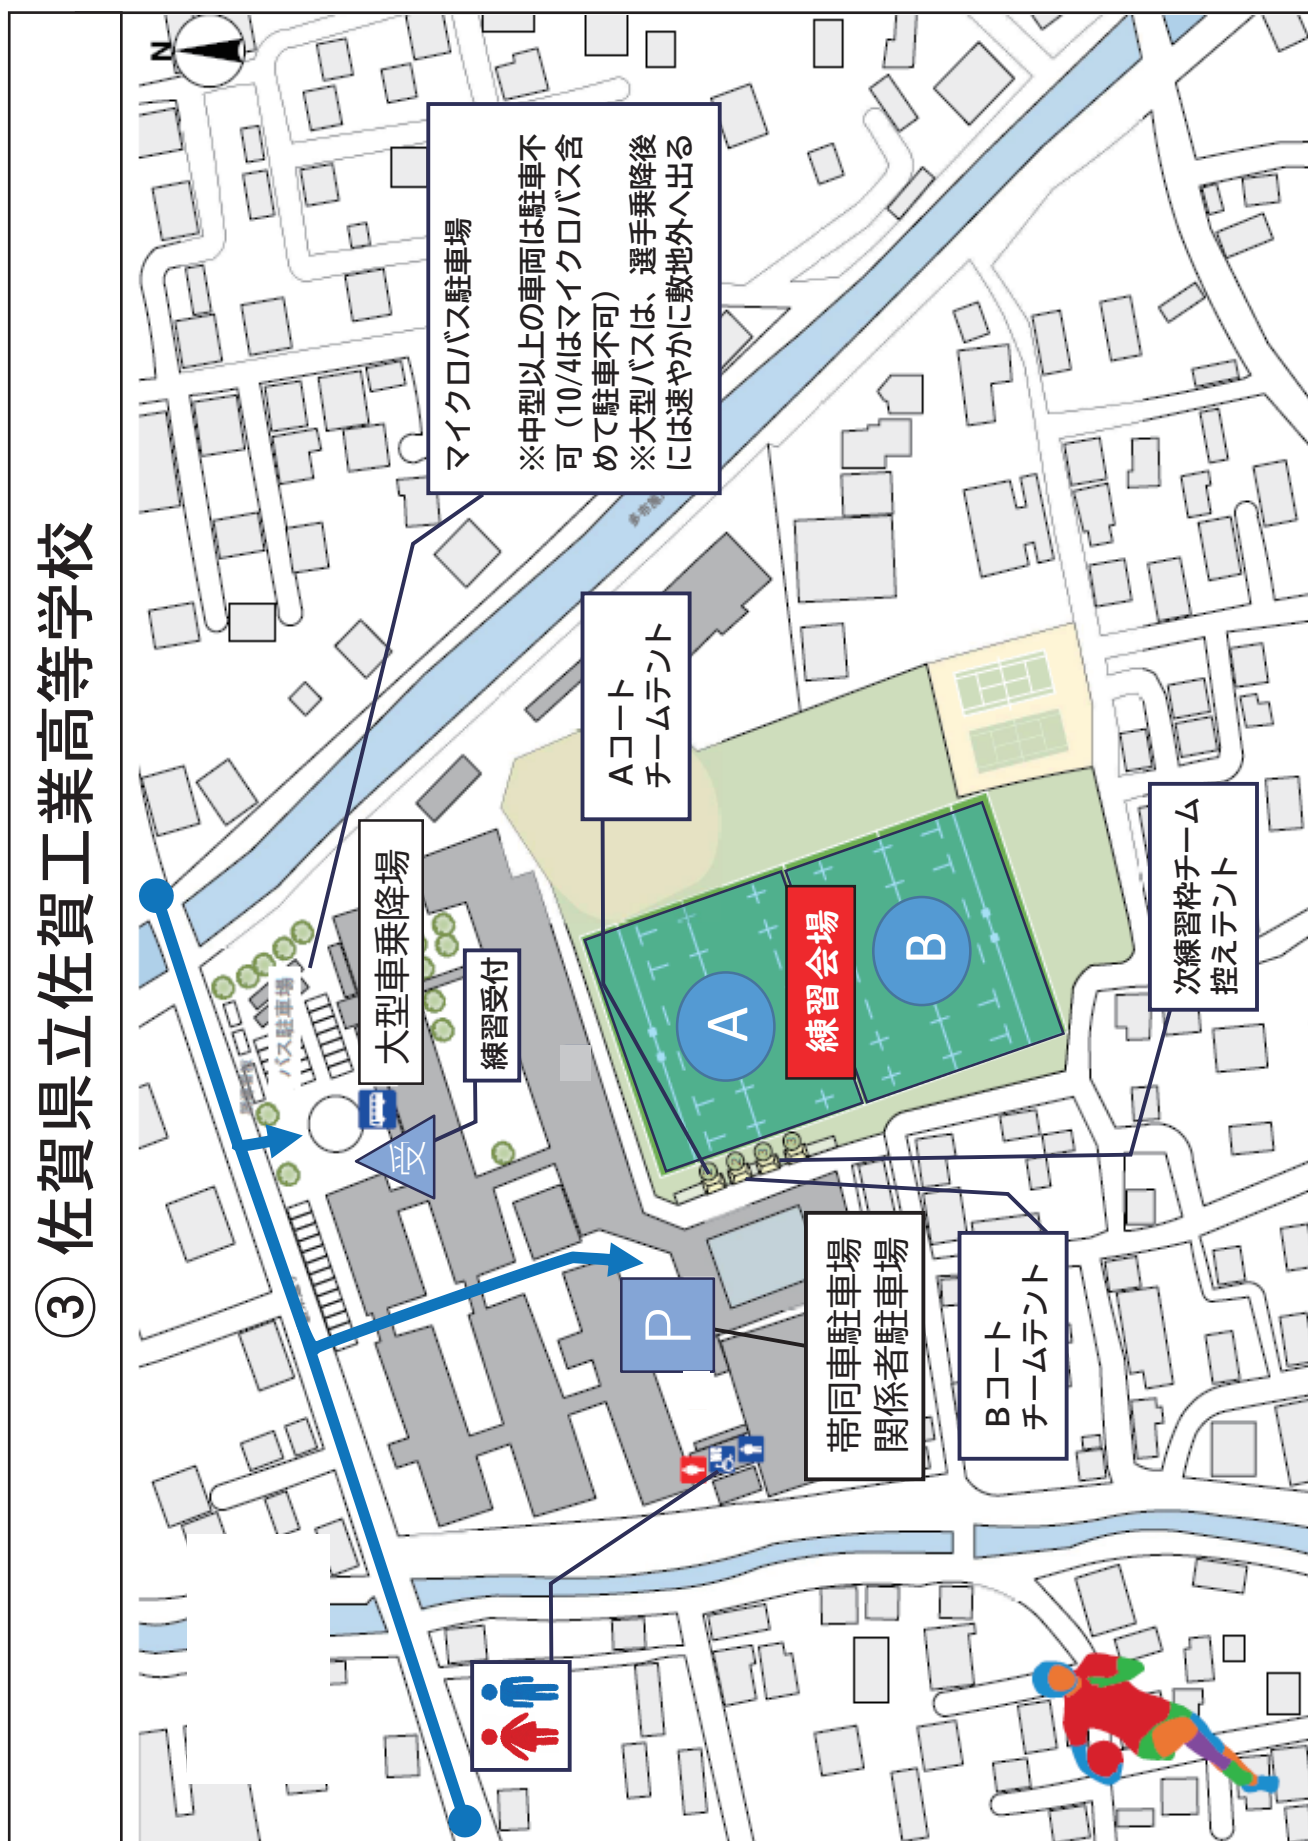 ③ 佐賀県立佐賀工業高等学校
N
マイクロバス駐車場
※中型以上の車両は駐車不
可（10/4はマイクロバス含
めて駐車不可）
※大型バスは、選手乗降後
には速やかに敷地外へ出る
バス駐車場
大型車乗降場
受
練習受付
Aコート
チームテント
A
練習会場
B
次練習枠チーム
控えテント
P
帯同車駐車場
関係者駐車場
Bコート
チームテント